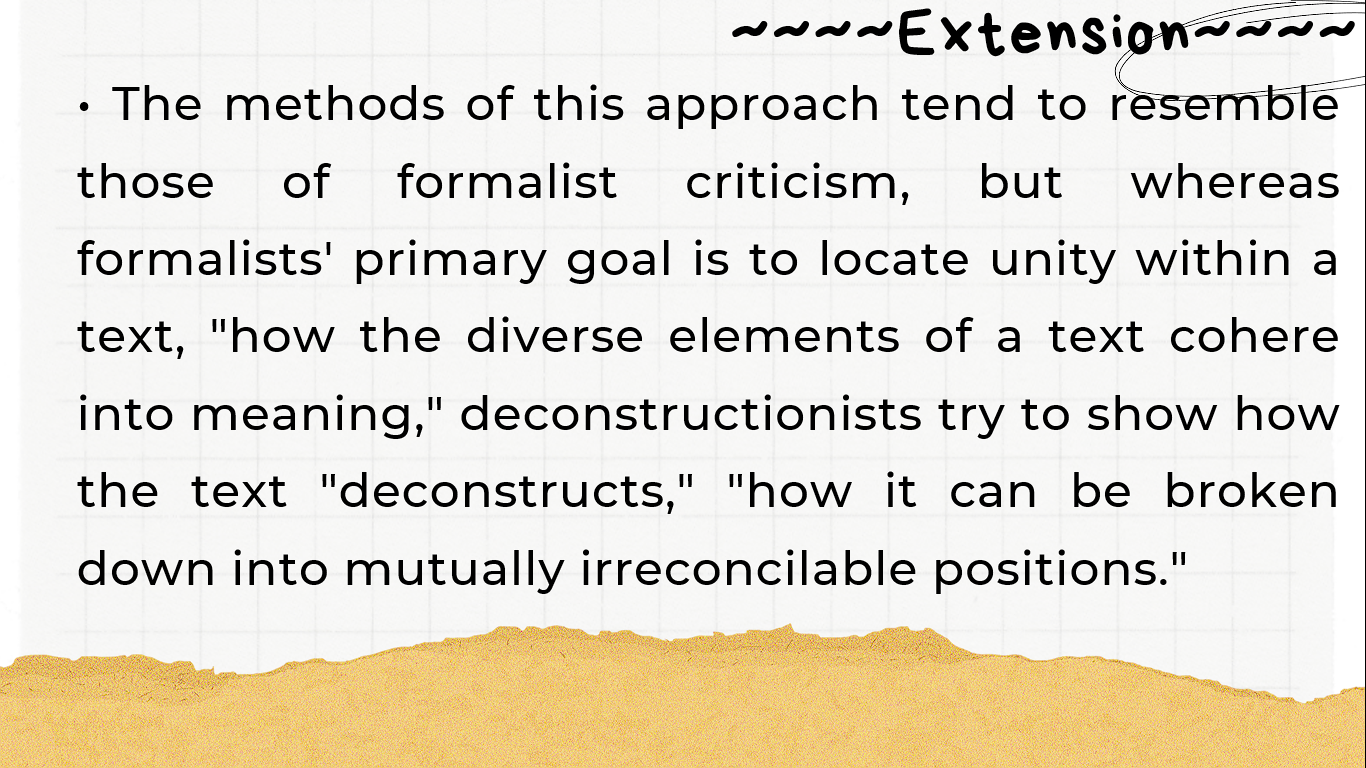 ~~~~Extension~~~~
• The methods of this approach tend to resemble
those of formalist criticism, but whereas
formalists' primary goal is to locate unity within a
text, "how the diverse elements of a text cohere
into meaning," deconstructionists try to show how
the text "deconstructs," "how it can be broken
down into mutually irreconcilable positions."